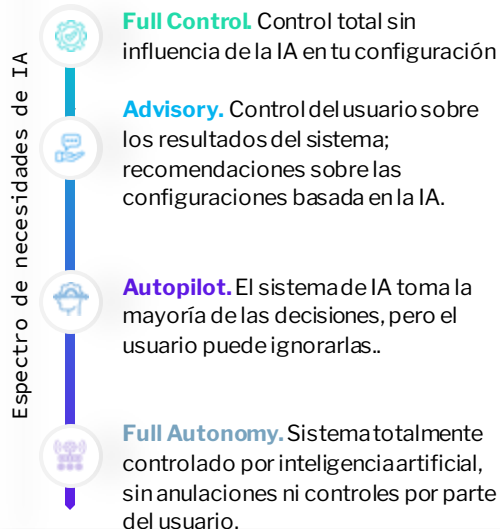 Espectro de necesidades de IA
Full Control. Control total sin
influencia de la IA en tu configuración
Advisory. Control del usuario sobre
los resultados del sistema;
recomendaciones sobre las
configuraciones basada en la IA.
Autopilot. El sistema de IA toma la
mayoría de las decisiones, pero el
usuario puede ignorarlas..
Full Autonomy. Sistema totalmente
controlado por inteligencia artificial,
sin anulaciones ni controles por parte
del usuario.